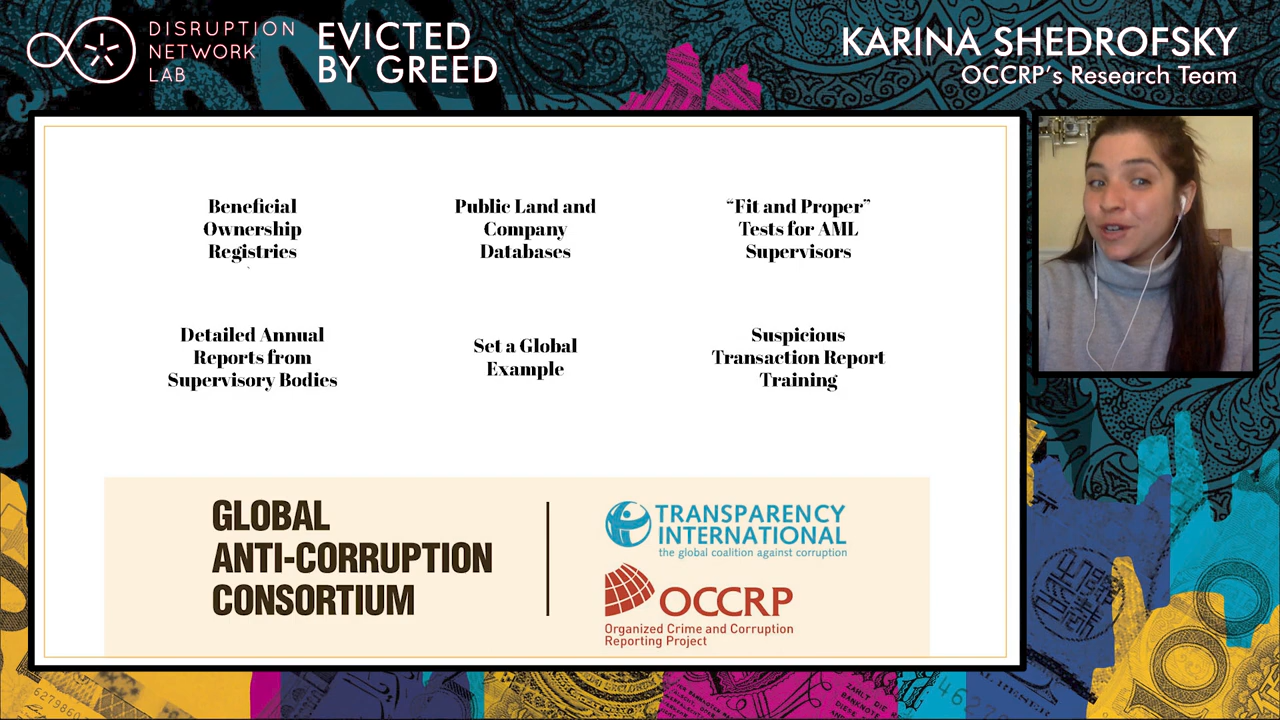 DISRUPTION
NETWORK
LAB
EVICTED
BY GREED
KARINA SHEDROFSKY
OCCRP's Research Team
Beneficial
Ownership
Registries
Public Land and
Company
Databases
“Fit and Proper”
Tests for AML
Supervisors
Detailed Annual
Reports from
Supervisory Bodies
Set a Global
Example
Suspicious
Transaction Report
Training
GLOBAL
ANTI-CORRUPTION
CONSORTIUM
TRANSPARENCY
INTERNATIONAL
the global coalition against corruption
OCCRP
Organized Crime and Corruption
Reporting Project